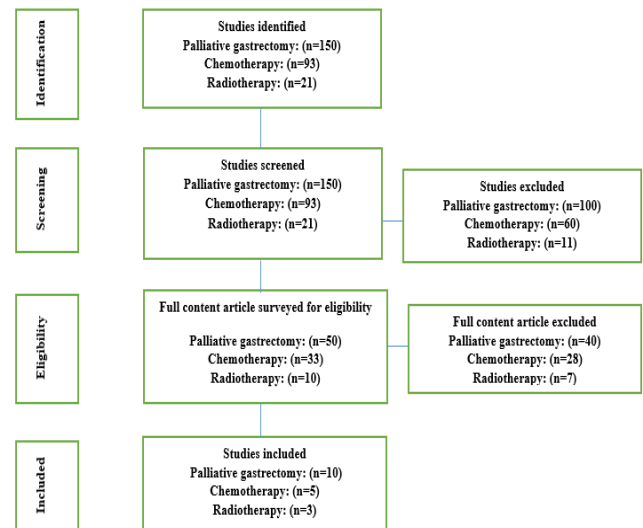 Identification
Studies identified
Palliative gastrectomy: (n=150)
Chemotherapy: (n=93)
Radiotherapy: (n=21)
Screening
Studies screened
Palliative gastrectomy: (n=150)
Chemotherapy: (n=93)
Radiotherapy: (n=21)
Studies excluded
Palliative gastrectomy: (n=100)
Chemotherapy: (n=60)
Radiotherapy: (n=11)
Eligibility
Full content article surveyed for eligibility
Palliative gastrectomy: (n=50)
Chemotherapy: (n=33)
Radiotherapy: (n=10)
Full content article excluded
Palliative gastrectomy: (n=40)
Chemotherapy: (n=28)
Radiotherapy: (n=7)
Included
Studies included
Palliative gastrectomy: (n=10)
Chemotherapy: (n=5)
Radiotherapy: (n=3)